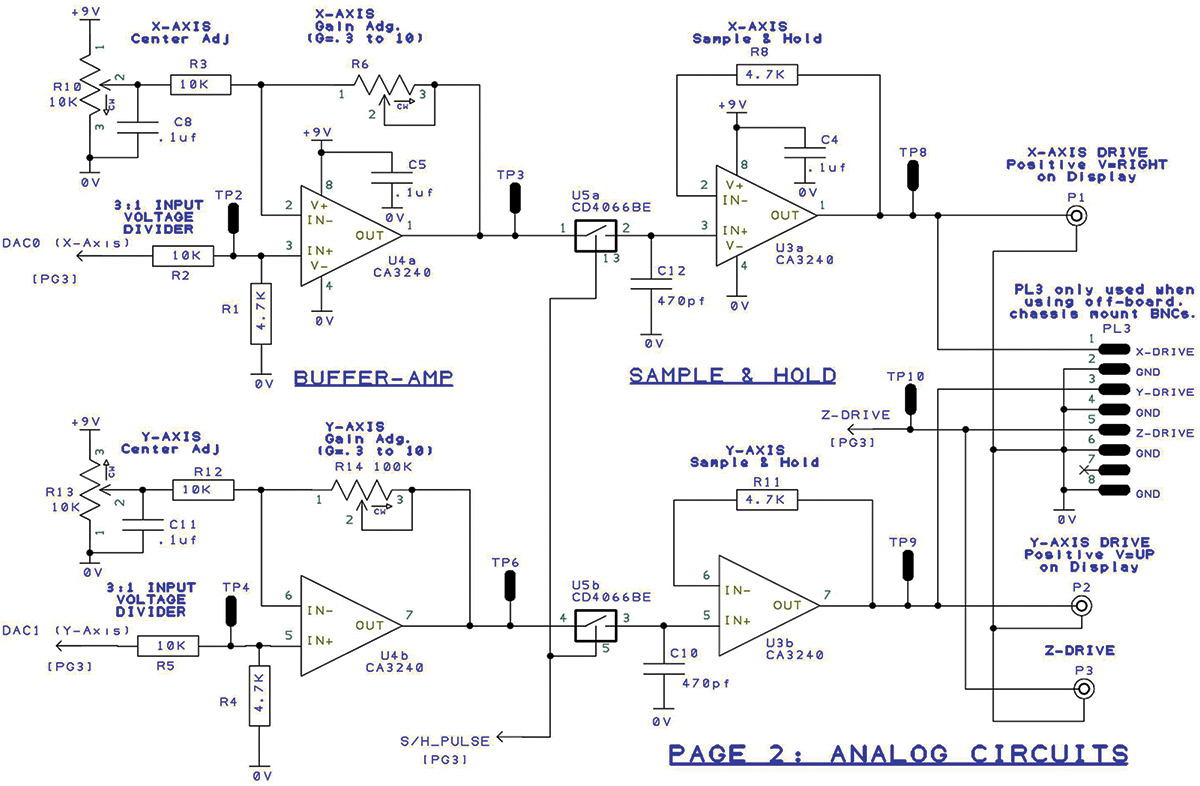 +9V
X-AXIS
Center Adj
X-AXIS
Gain Adg.
(G=.3 to 10)
X-AXIS
Sample & Hold
R8
4.7K
1
R10
10K
2
CW
3
R3
10K
C8
.1uf
0V
R6
1
2
3
CW
+9V
C5
.1uf
0V
8
V+
2
IN-
3
IN+
V-
OUT
1
4
0V
U4a
CA3240
3:1 INPUT
VOLTAGE
DIVIDER
TP2
DAC0 (X-Axis)
[PG3]
10K
R2
R1
4.7K
0V
TP3
U5a
CD4066BE
1
2
13
C12
470pf
0V
+9V
C4
.1uf
0V
8
V+
2
IN-
3
IN+
V-
OUT
1
4
0V
U3a
CA3240
TP8
X-AXIS DRIVE
Positive V=RIGHT
on Display
P1
PL3 only used when
using off-board,
chassis mount BNCs.
PL3
1
X-DRIVE
2
GND
3
Y-DRIVE
4
GND
5
Z-DRIVE
6
GND
7
8
GND
0V
BUFFER-AMP
SAMPLE & HOLD
TP10
Z-DRIVE
[PG3]
+9V
Y-AXIS
Center Adj
Y-AXIS
Gain Adg.
(G=.3 to 10)
R14 100K
1
2
3
CW
Y-AXIS
Sample & Hold
R11
4.7K
3
CW
R13
10K
2
1
R12
10K
C11
.1uf
0V
3:1 INPUT
VOLTAGE
DIVIDER
TP4
DAC1 (Y-Axis)
[PG3]
10K
R5
R4
4.7K
0V
6
IN-
5
IN+
OUT
7
U4b
CA3240
TP6
U5b
CD4066BE
4
3
5
C10
470pf
0V
6
IN-
5
IN+
OUT
7
U3b
CA3240
TP9
Y-AXIS DRIVE
Positive V=UP
on Display
P2
Z-DRIVE
P3
S/H_PULSE
[PG3]
PAGE 2: ANALOG CIRCUITS